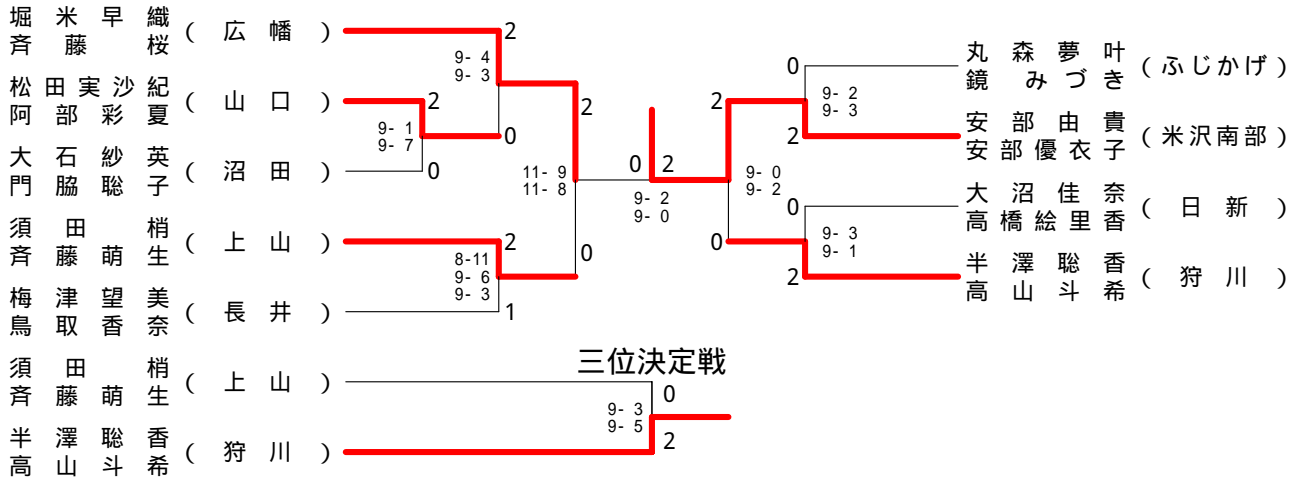 堀米早織
斉藤桜
(広幡)
2
9- 4
9- 3
松田実沙紀
阿部彩夏
(山口)
2
9- 1
9- 7
0
大石紗英
門脇聡子
(沼田)
0
2
11- 9
11- 8
須田梢
斉藤萌生
(上山)
2
8-11
9- 6
9- 3
0
梅津望美
鳥取香奈
(長井)
1
0
2
9- 2
9- 0
丸森夢叶
鏡みづき
(ふじかげ)
0
9- 2
9- 3
安部由貴
安部優衣子
(米沢南部)
2
2
9- 0
9- 2
大沼佳奈
高橋絵里香
(日新)
0
9- 3
9- 1
0
半澤聡香
高山斗希
(狩川)
2
三位決定戦
須田梢
斉藤萌生
(上山)
0
9- 3
9- 5
半澤聡香
高山斗希
(狩川)
2